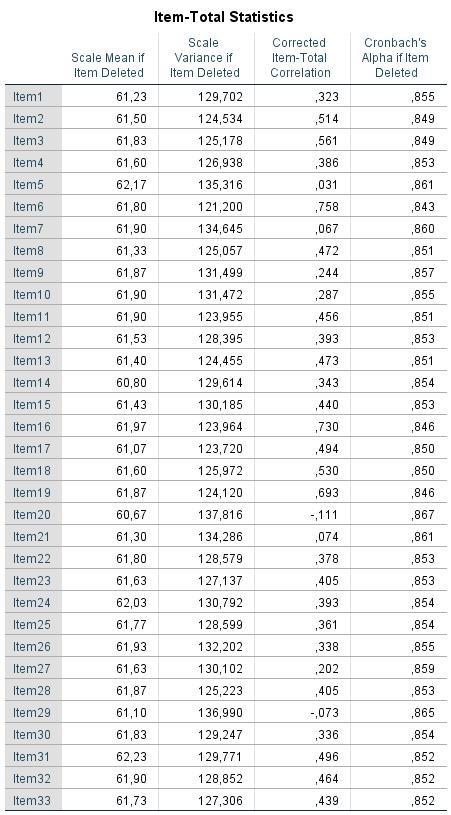 Item-Total Statistics
Scale Mean if Item Deleted Scale Variance if Item Deleted Corrected Item-Total Correlation Cronbach's Alpha if Item Deleted
Item1 61,23 129,702 ,323 ,855
Item2 61,50 124,534 ,514 ,849
Item3 61,83 125,178 ,561 ,849
Item4 61,60 126,938 ,386 ,853
Item5 62,17 135,316 ,031 ,861
Item6 61,80 121,200 ,758 ,843
Item7 61,90 134,645 ,067 ,860
Item8 61,33 125,057 ,472 ,851
Item9 61,87 131,499 ,244 ,857
Item10 61,90 131,472 ,287 ,855
Item11 61,90 123,955 ,456 ,851
Item12 61,53 128,395 ,393 ,853
Item13 61,40 124,455 ,473 ,851
Item14 60,80 129,614 ,343 ,854
Item15 61,43 130,185 ,440 ,853
Item16 61,97 123,964 ,730 ,846
Item17 61,07 123,720 ,494 ,850
Item18 61,60 125,972 ,530 ,850
Item19 61,87 124,120 ,693 ,846
Item20 60,67 137,816 -,111 ,867
Item21 61,30 134,286 ,074 ,861
Item22 61,80 128,579 ,378 ,853
Item23 61,63 127,137 ,405 ,853
Item24 62,03 130,792 ,393 ,854
Item25 61,77 128,599 ,361 ,854
Item26 61,93 132,202 ,338 ,855
Item27 61,63 130,102 ,202 ,859
Item28 61,87 125,223 ,405 ,853
Item29 61,10 136,990 -,073 ,865
Item30 61,83 129,247 ,336 ,854
Item31 62,23 129,771 ,496 ,852
Item32 61,90 128,852 ,464 ,852
Item33 61,73 127,306 ,439 ,852